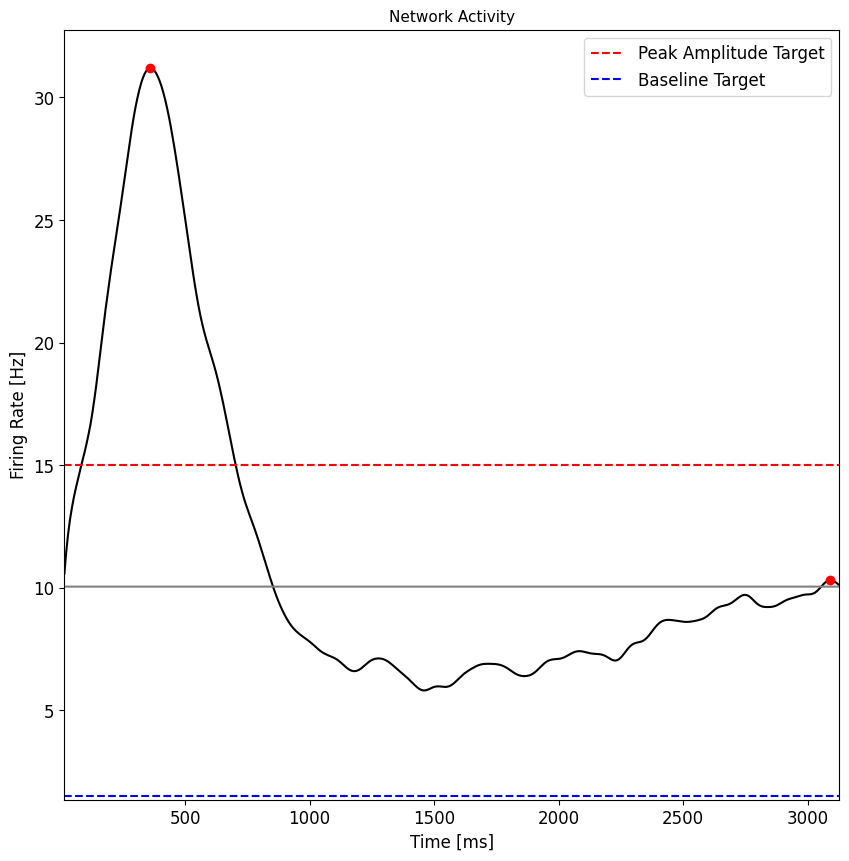 Network Activity
Peak Amplitude Target
Baseline Target
Firing Rate [Hz]
30
25
20
15
10
5
500
1000
1500
2000
2500
3000
Time [ms]